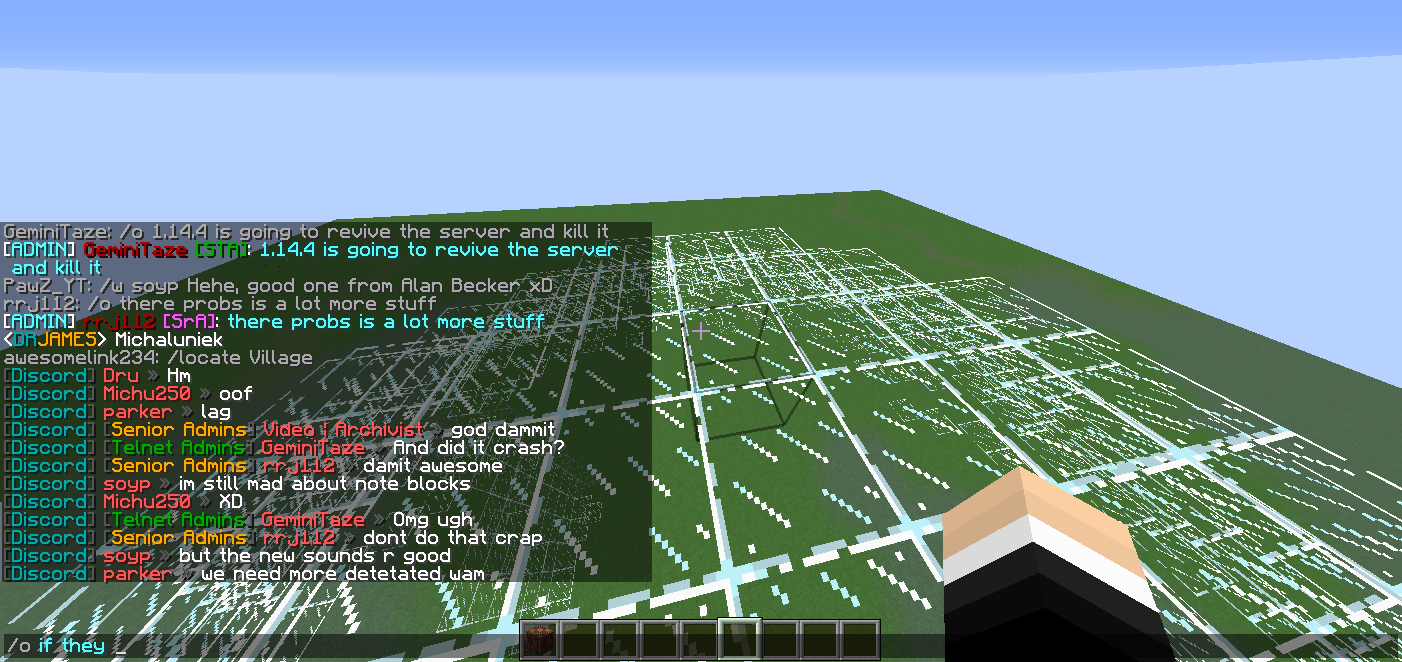 GeminiTaze: /o 1.14.4 is going to revive the server and kill it
[ADMIN] GeminiTaze [STA]: 1.14.4 is going to revive the server
and kill it
PawZ_YT: /w soyp Hehe, good one from Alan Becker xD
rrj112: /o there probs is a lot more stuff
[ADMIN] rrj112 [SrA]: there probs is a lot more stuff
<DRJAMES> Michaluniek
awesomelink234: /locate Village
[Discord] Dru » Hm
[Discord] Michu250 » oof
[Discord] parker » lag
[Discord] [Senior Admins] Video | Archivist » god dammit
[Discord] [Telnet Admins] GeminiTaze » And did it crash?
[Discord] [Senior Admins] rrj112 » damit awesome
[Discord] soyp » im still mad about note blocks
[Discord] Michu250 » XD
[Discord] [Telnet Admins] GeminiTaze » Omg ugh
[Discord] [Senior Admins] rrj112 » dont do that crap
[Discord] soyp » but the new sounds r good
[Discord] parker » we need more detetated wam
/o if they _